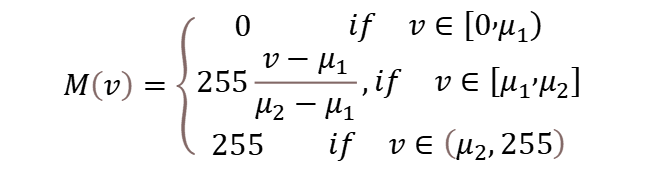 0 if v ∈ [0,μ₁)
M(v) = { 255 (v − μ₁)/(μ₂ − μ₁) , if v ∈ [μ₁,μ₂]
255 if v ∈ (μ₂, 255)